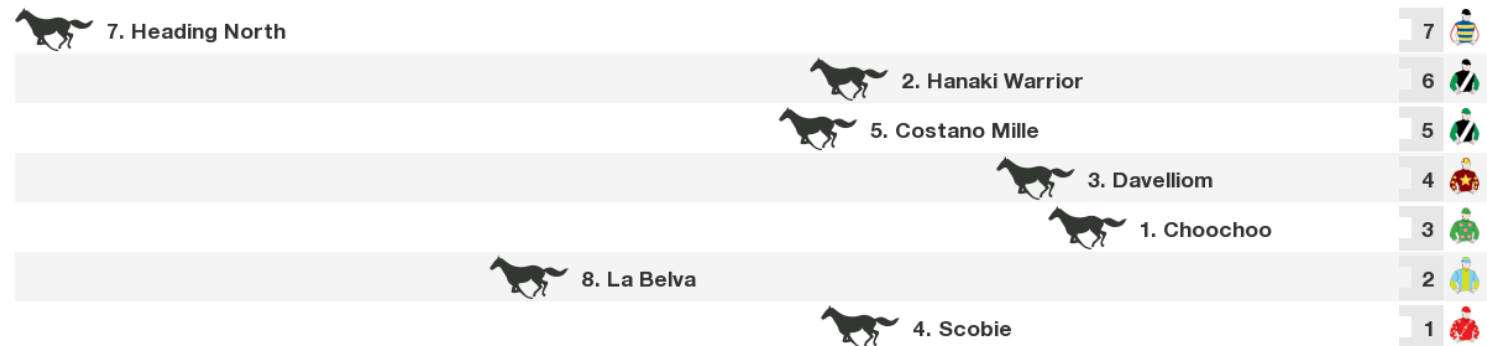 7. Heading North 7
2. Hanaki Warrior 6
5. Costano Mille 5
3. Davelliom 4
1. Choochoo 3
8. La Belva 2
4. Scobie 1